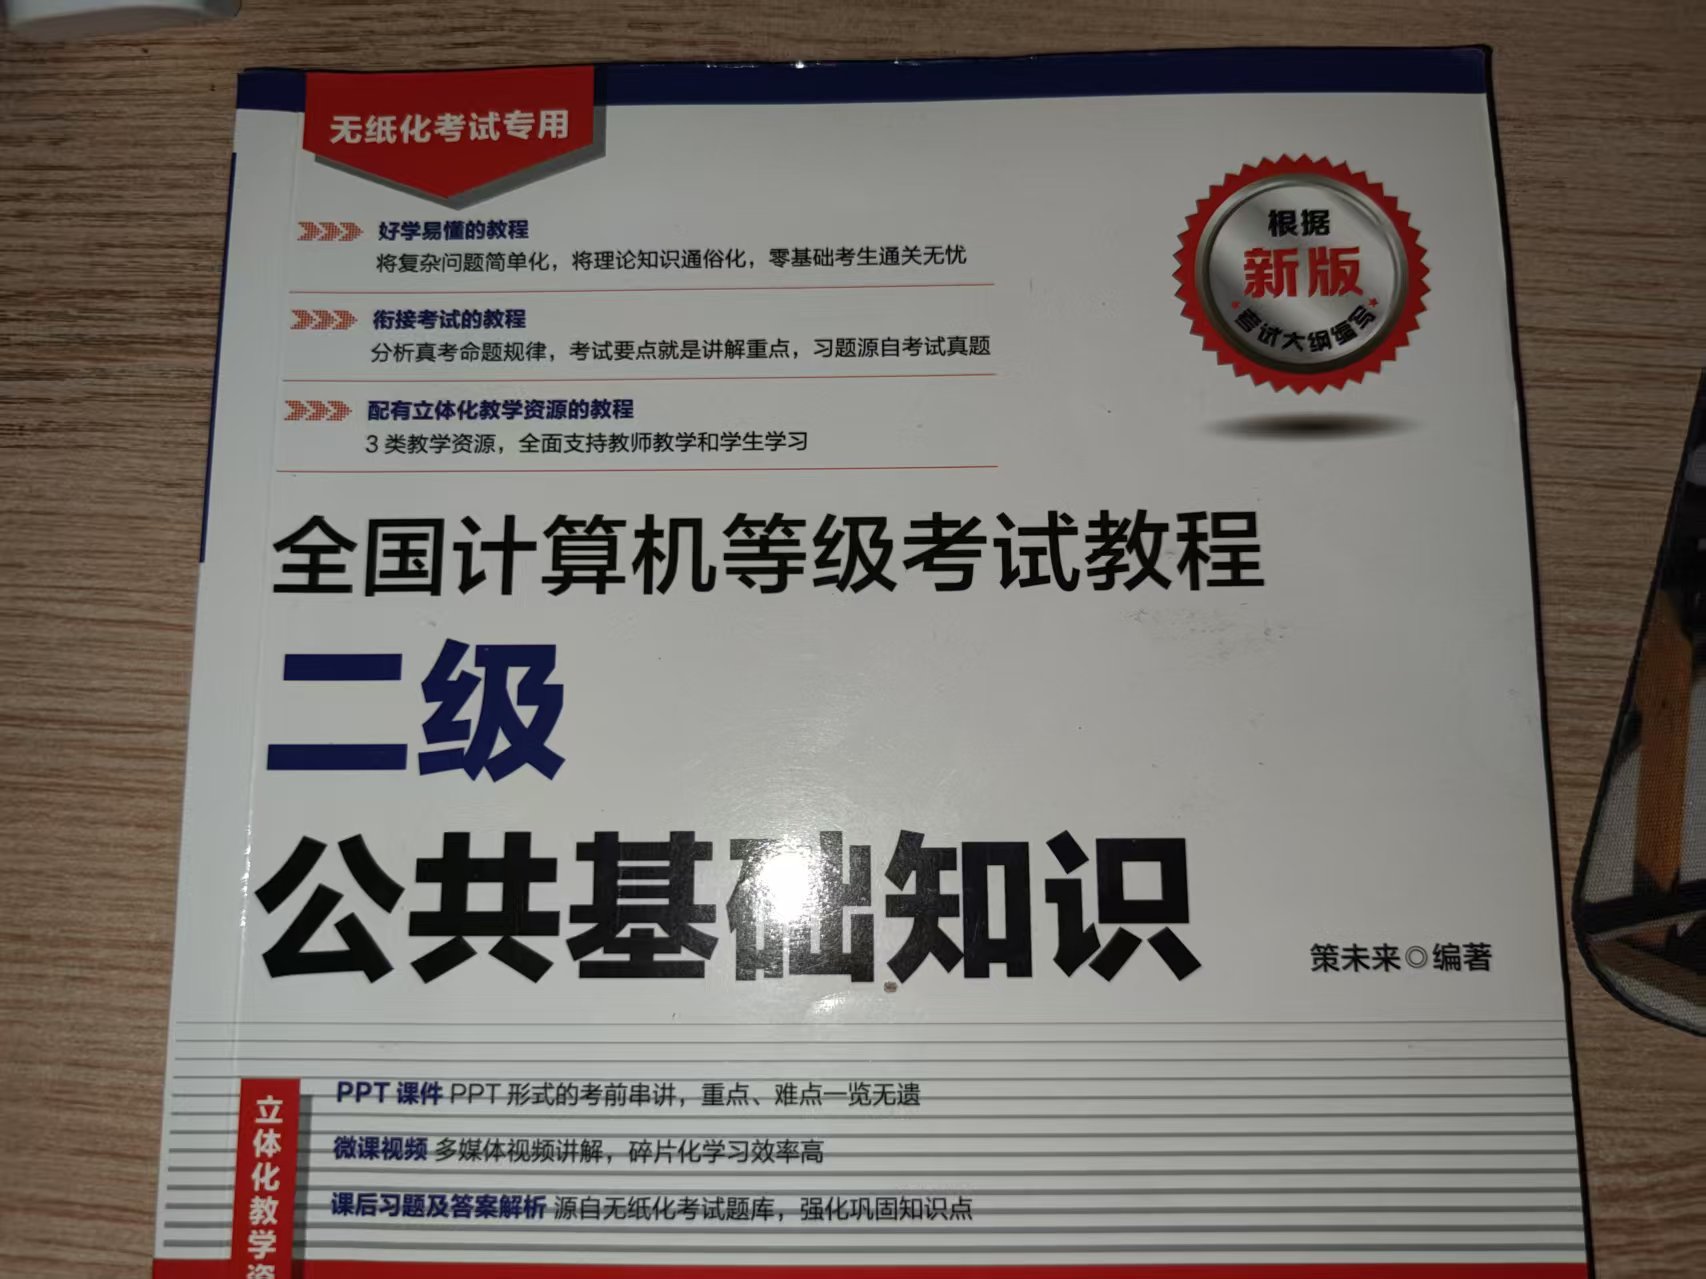 无纸化考试专用
好学易懂的教程
将复杂问题简单化，将理论知识通俗化，零基础考生通关无忧
衔接考试的教程
分析真考命题规律，考试要点就是讲解重点，习题源自考试真题
配有立体化教学资源的教程
3 类教学资源，全面支持教师教学和学生学习
根据
新版
考试大纲编写
全国计算机等级考试教程
二级
公共基础知识
策未来◎编著
立体化教学资
PPT 课件 PPT 形式的考前串讲，重点、难点一览无遗
微课视频 多媒体视频讲解，碎片化学习效率高
课后习题及答案解析 源自无纸化考试题库，强化巩固知识点